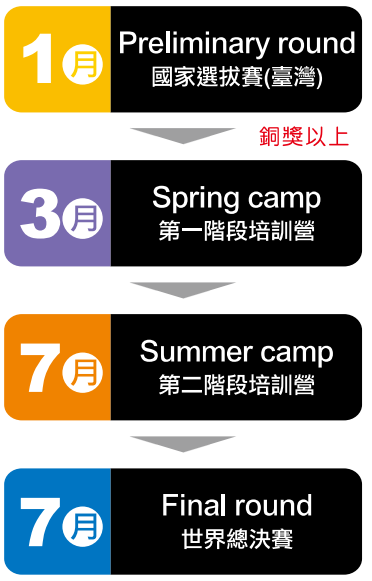 1月
Preliminary round
國家選拔賽(臺灣)
銅獎以上
3月
Spring camp
第一階段培訓營
7月
Summer camp
第二階段培訓營
7月
Final round
世界總決賽